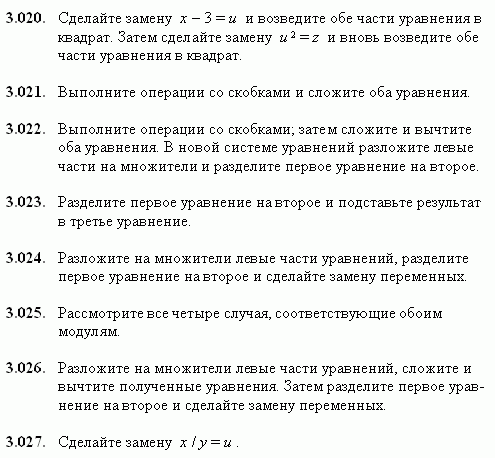 3.020. Сделайте замену x − 3 = u и возведите обе части уравнения в
квадрат. Затем сделайте замену u² = z и вновь возведите обе
части уравнения в квадрат.
3.021. Выполните операции со скобками и сложите оба уравнения.
3.022. Выполните операции со скобками; затем сложите и вычтите
оба уравнения. В новой системе уравнений разложите левые
части на множители и разделите первое уравнение на второе.
3.023. Разделите первое уравнение на второе и подставьте результат
в третье уравнение.
3.024. Разложите на множители левые части уравнений, разделите
первое уравнение на второе и сделайте замену переменных.
3.025. Рассмотрите все четыре случая, соответствующие обоим
модулям.
3.026. Разложите на множители левые части уравнений, сложите и
вычтите полученные уравнения. Затем разделите первое урав-
нение на второе и сделайте замену переменных.
3.027. Сделайте замену x / y = u .